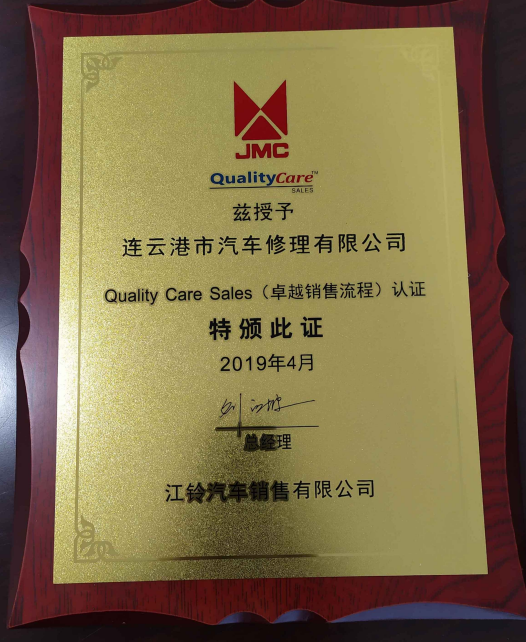 JMC
QualityCare™
SALES
兹授予
连云港市汽车修理有限公司
Quality Care Sales（卓越销售流程）认证
特颁此证
2019年4月
总经理
江铃汽车销售有限公司